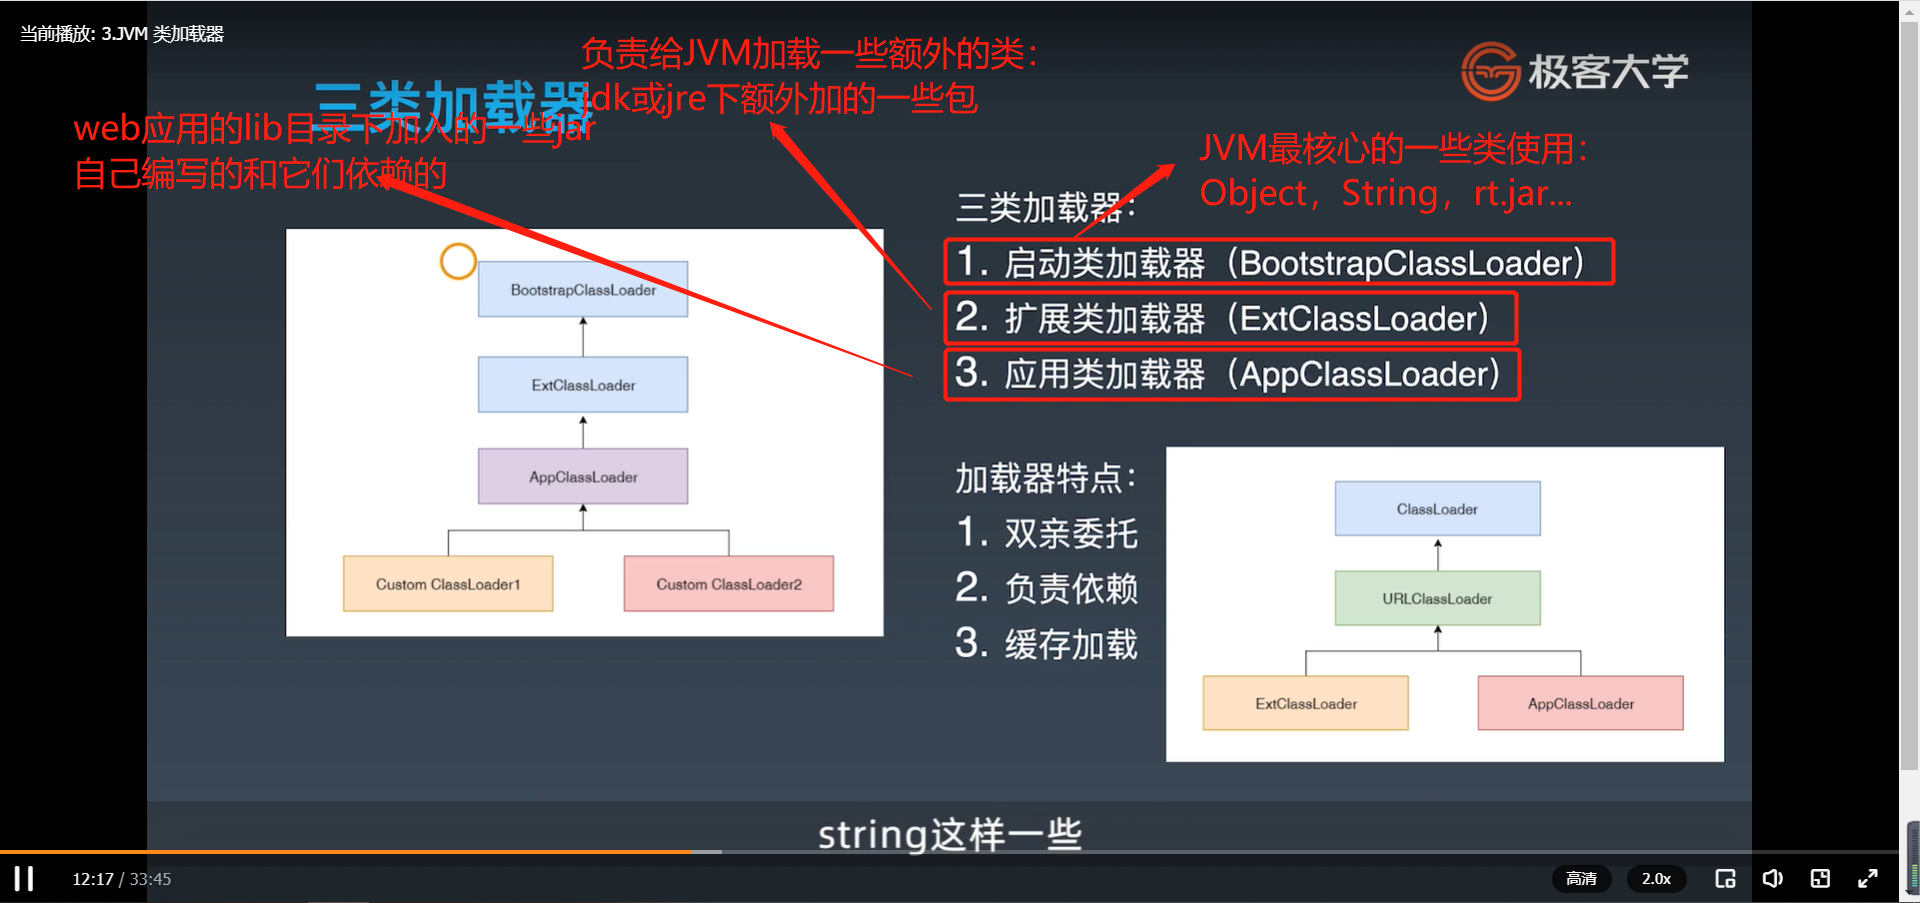 当前播放: 3.JVM 类加载器
极客大学
三类加载器
负责给JVM加载一些额外的类:
jdk或jre下额外加的一些包
web应用的lib目录下加入的一些jar
自己编写的和它们依赖的
JVM最核心的一些类使用:
Object，String，rt.jar...
三类加载器:
1. 启动类加载器（BootstrapClassLoader）
2. 扩展类加载器（ExtClassLoader）
3. 应用类加载器（AppClassLoader）
BootstrapClassLoader
ExtClassLoader
AppClassLoader
Custom ClassLoader1
Custom ClassLoader2
加载器特点:
1. 双亲委托
2. 负责依赖
3. 缓存加载
ClassLoader
URLClassLoader
ExtClassLoader
AppClassLoader
string这样一些
12:17 / 33:45
高清
2.0x